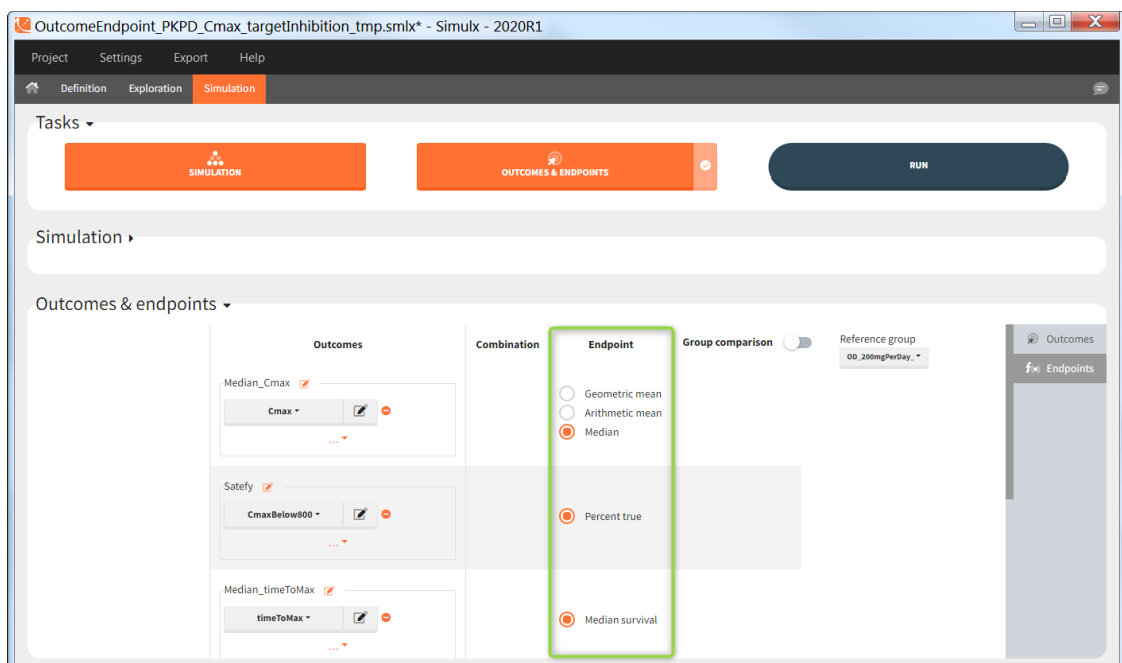 OutcomeEndpoint_PKPD_Cmax_targetInhibition_tmp.smlx* - Simulx - 2020R1
Project Settings Export Help
Definition Exploration Simulation
Tasks
SIMULATION OUTCOMES & ENDPOINTS RUN
Simulation
Outcomes & endpoints
Outcomes Combination Endpoint Group comparison Reference group Outcomes
OD_200mgPerDay_
f(x) Endpoints
Median_Cmax
Geometric mean
Cmax Arithmetic mean
Median
...
Satefy
CmaxBelow800 Percent true
...
Median_timeToMax
timeToMax Median survival
...